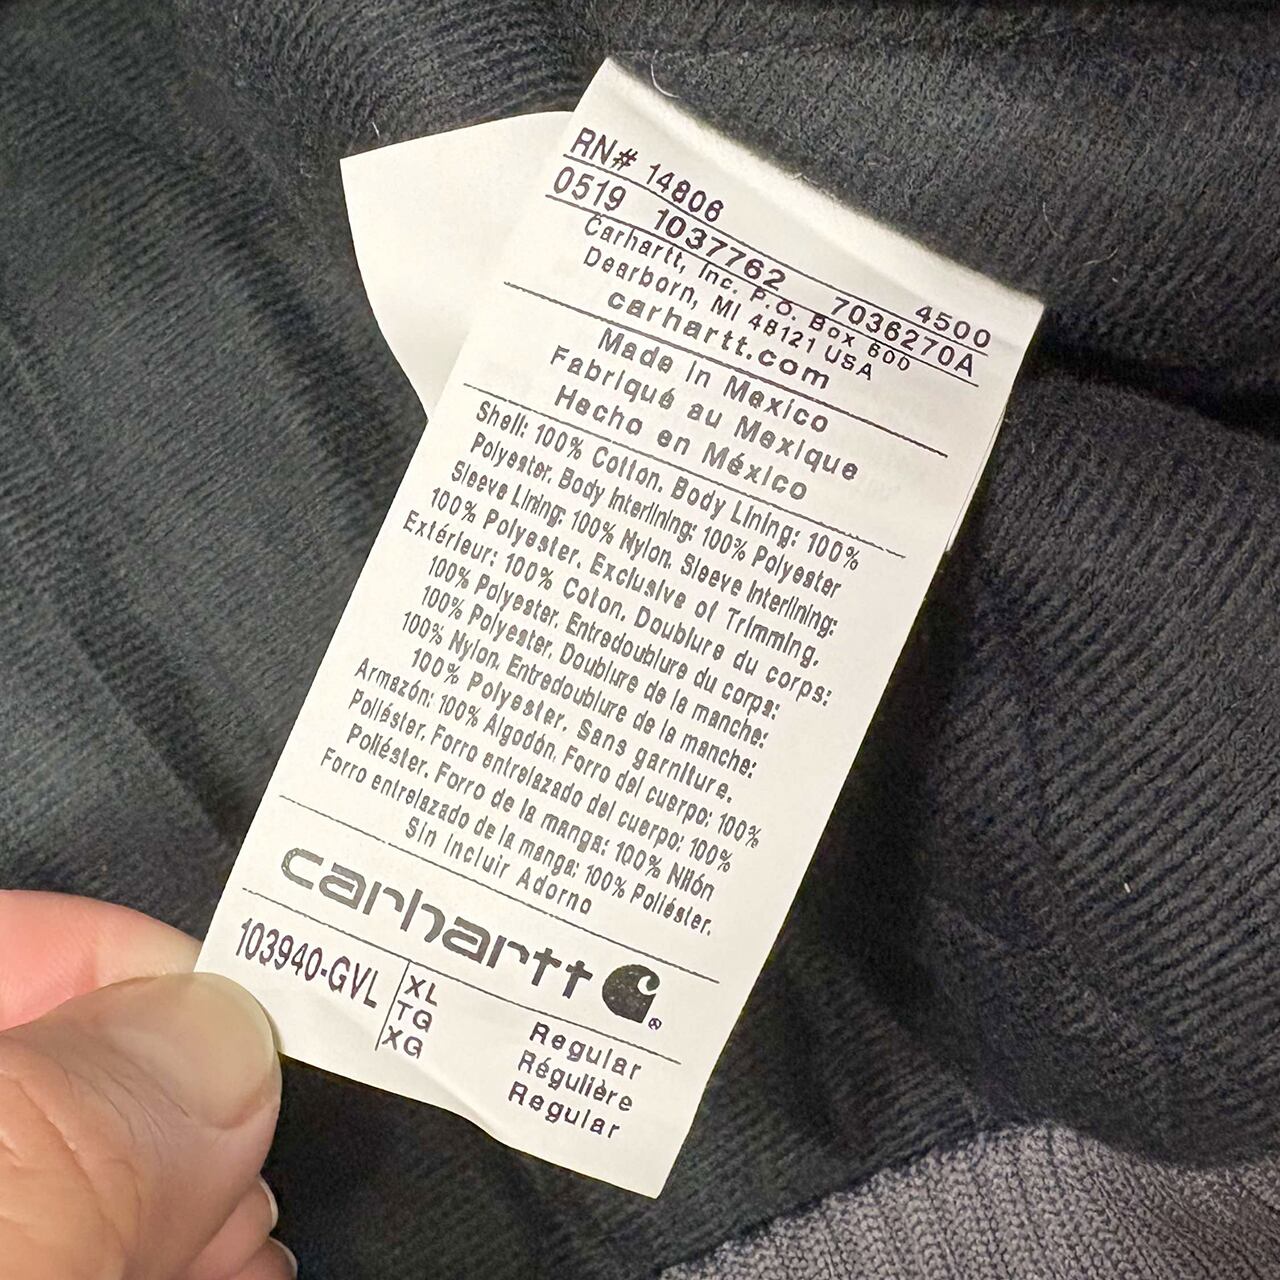 RN# 14806 4500
0519 1037762 7036270A
Carhartt, Inc. P.O. Box 600
Dearborn, MI 48121 USA
carhartt.com
Made in Mexico
Fabriqué au Mexique
Hecho en México
Shell: 100% Cotton. Body Lining: 100%
Polyester. Body Interlining: 100% Polyester
Sleeve Lining: 100% Nylon. Sleeve Interlining:
100% Polyester. Exclusive of Trimming.
Extérieur: 100% Coton. Doublure du corps:
100% Polyester. Entredoublure du corps:
100% Polyester. Doublure de la manche:
100% Nylon. Entredoublure de la manche:
100% Polyester. Sans garniture.
Armazón: 100% Algodón. Forro del cuerpo: 100%
Poliéster. Forro entrelazado del cuerpo: 100%
Poliéster. Forro de la manga: 100% Nilón
Forro entrelazado de la manga: 100% Poliéster.
Sin Incluir Adorno
carhartt ®
103940-GVL
XL Regular
TG Régulière
XG Regular